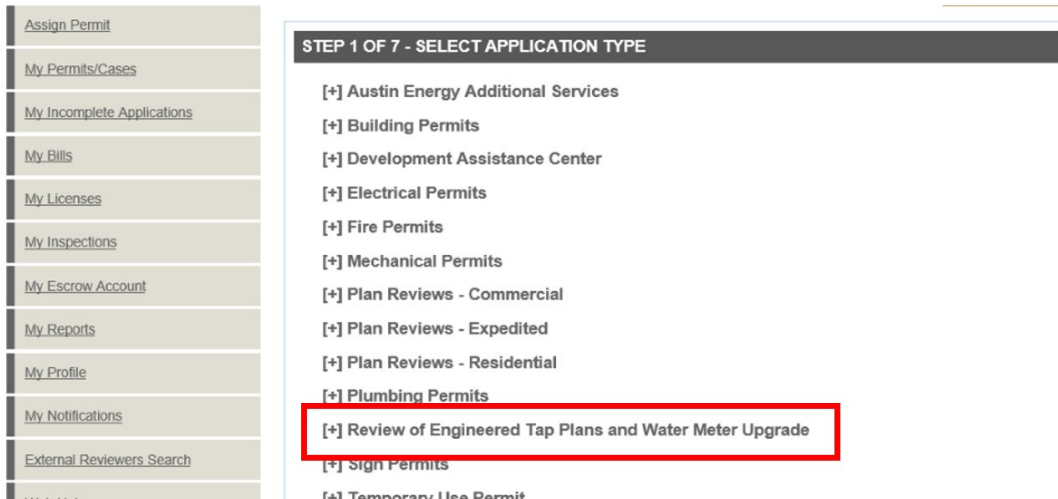 Assign Permit
My Permits/Cases
My Incomplete Applications
My Bills
My Licenses
My Inspections
My Escrow Account
My Reports
My Profile
My Notifications
External Reviewers Search
STEP 1 OF 7 - SELECT APPLICATION TYPE
[+] Austin Energy Additional Services
[+] Building Permits
[+] Development Assistance Center
[+] Electrical Permits
[+] Fire Permits
[+] Mechanical Permits
[+] Plan Reviews - Commercial
[+] Plan Reviews - Expedited
[+] Plan Reviews - Residential
[+] Plumbing Permits
[+] Review of Engineered Tap Plans and Water Meter Upgrade
[+] Sign Permits
[+] Temporary Use Permit